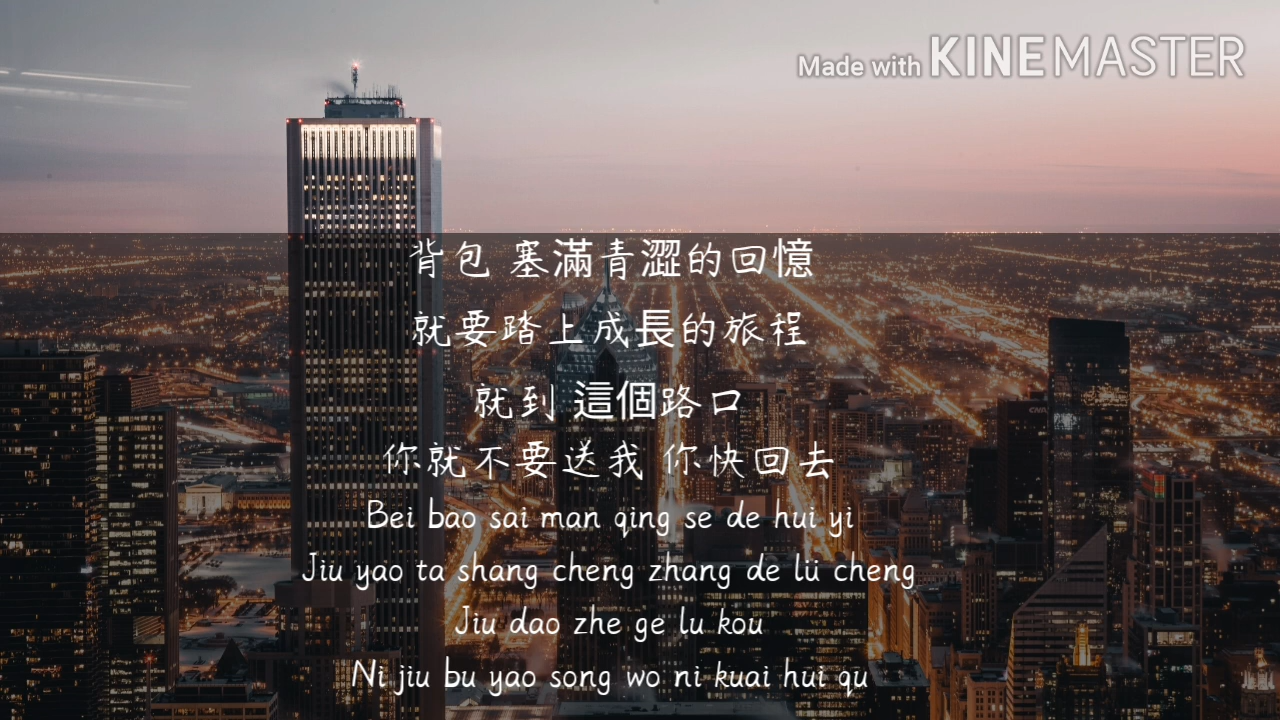 Made with KINEMASTER
背包 塞滿青澀的回憶
就要踏上成長的旅程
就到 這個路口
你就不要送我 你快回去
Bei bao sai man qing se de hui yi
Jiu yao ta shang cheng zhang de lü cheng
Jiu dao zhe ge lu kou
Ni jiu bu yao song wo ni kuai hui qu